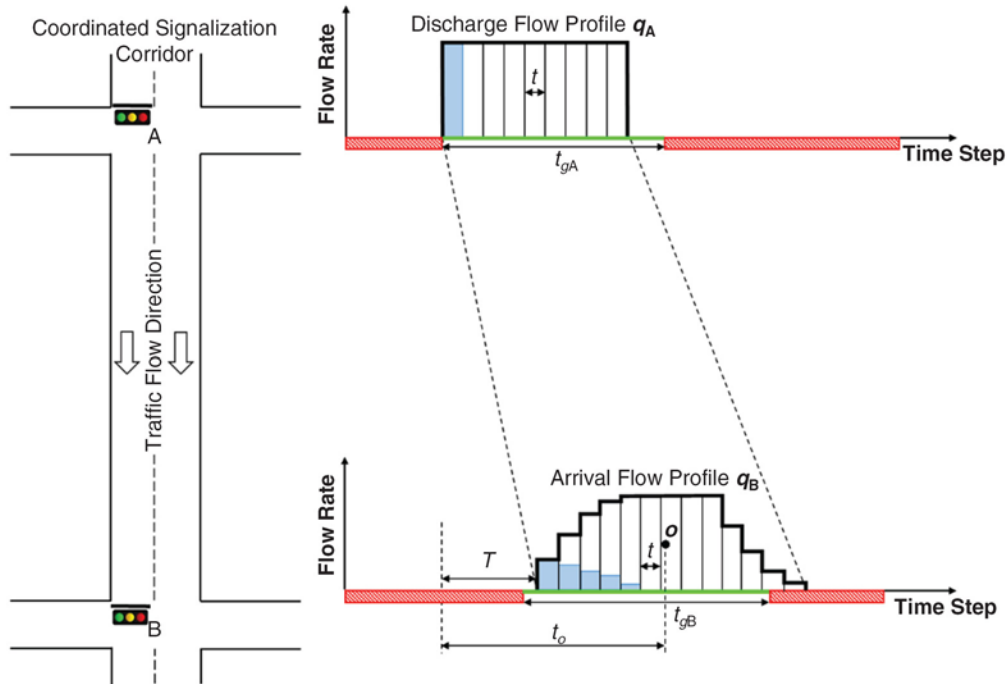 Coordinated Signalization
Corridor
A
Traffic Flow Direction
B
Discharge Flow Profile qA
Flow Rate
t
tgA
Time Step
Arrival Flow Profile qB
Flow Rate
o
t
T
tgB
to
Time Step